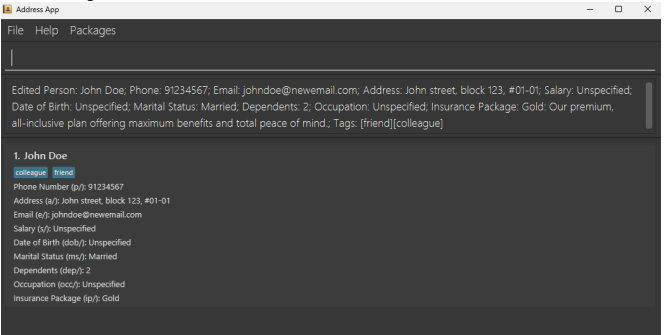 Address App
File Help Packages
Edited Person: John Doe; Phone: 91234567; Email: johndoe@newemail.com; Address: John street, block 123, #01-01; Salary: Unspecified;
Date of Birth: Unspecified; Marital Status: Married; Dependents: 2; Occupation: Unspecified; Insurance Package: Gold: Our premium,
all-inclusive plan offering maximum benefits and total peace of mind.; Tags: [friend][colleague]
1. John Doe
colleague friend
Phone Number (p/): 91234567
Address (a/): John street, block 123, #01-01
Email (e/): johndoe@newemail.com
Salary (s/): Unspecified
Date of Birth (dob/): Unspecified
Marital Status (ms/): Married
Dependents (dep/): 2
Occupation (occ/): Unspecified
Insurance Package (ip/): Gold